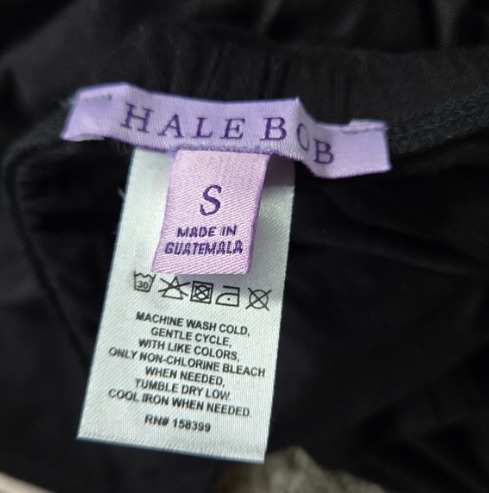 HALE BOB
S
MADE IN
GUATEMALA
30
MACHINE WASH COLD,
GENTLE CYCLE,
WITH LIKE COLORS,
ONLY NON-CHLORINE BLEACH
WHEN NEEDED,
TUMBLE DRY LOW.
COOL IRON WHEN NEEDED.
RN# 158399